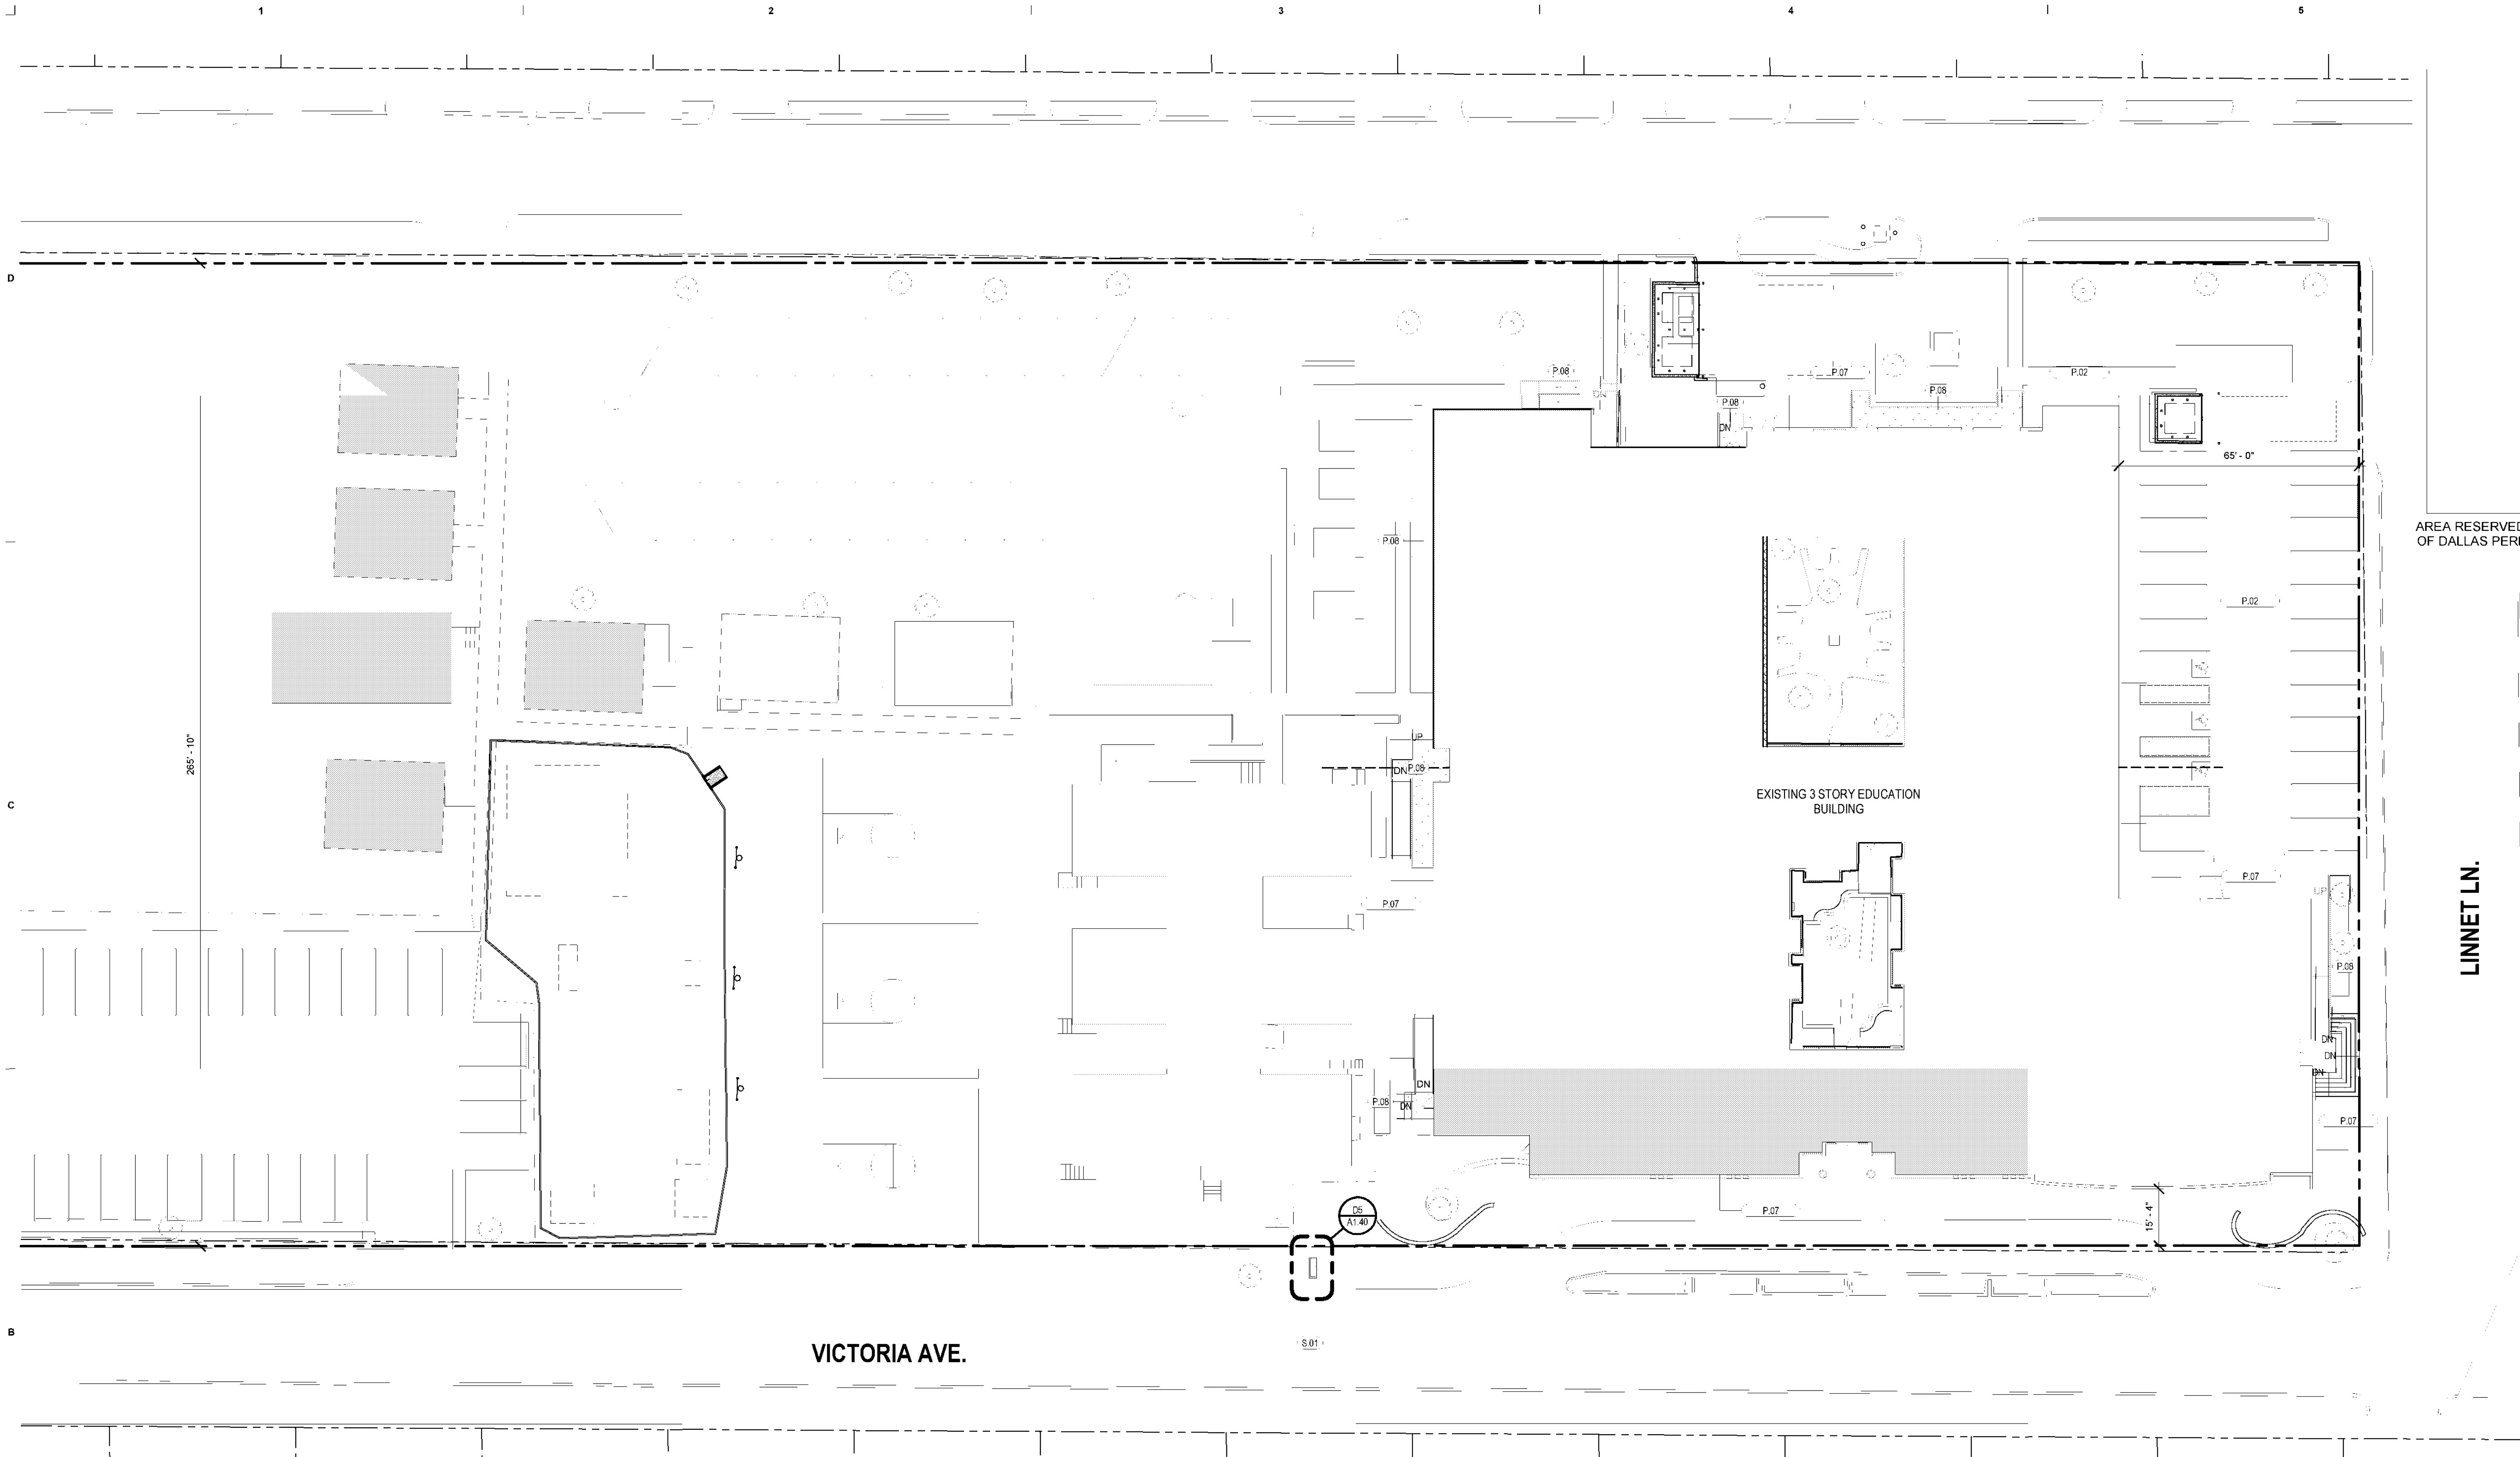 1 2 3 4 5
D
P.08
P.07
P.02
P.08
P.08
DN
65' - 0"
AREA RESERVED
P.08
OF DALLAS PER
P.02
UP
265' - 10"
DN P.08
EXISTING 3 STORY EDUCATION
BUILDING
C
P.07
UP
P.07
LINNET LN.
P.08
DN
DN
DN
DN
P.08
DN
P.07
D5
A1.40
P.07
15' - 4"
B
S.01
VICTORIA AVE.